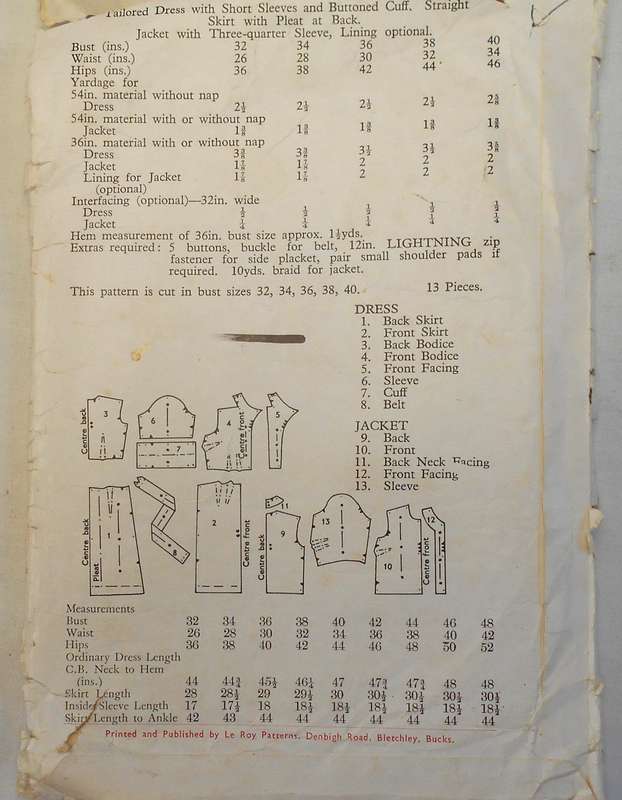 Tailored Dress with Short Sleeves and Buttoned Cuff. Straight
Skirt with Pleat at Back.
Jacket with Three-quarter Sleeve, Lining optional.
Bust (ins.) 32 34 36 38 40
Waist (ins.) 26 28 30 32 34
Hips (ins.) 36 38 42 44 46
Yardage for
54in. material without nap
Dress 2½ 2½ 2½ 2½ 2⅝
54in. material with or without nap
Jacket 1⅜ 1⅜ 1⅜ 1⅜ 1⅜
36in. material with or without nap
Dress 3⅜ 3⅜ 3½ 3½ 3⅝
Jacket 1⅞ 1⅞ 2 2 2
Lining for Jacket 1⅞ 1⅞ 2 2 2
(optional)
Interfacing (optional)—32in. wide
Dress ½ ½ ½ ½ ½
Jacket ¼ ¼ ¼ ¼ ¼
Hem measurement of 36in. bust size approx. 1½yds.
Extras required: 5 buttons, buckle for belt, 12in. LIGHTNING zip
fastener for side placket, pair small shoulder pads if
required. 10yds. braid for jacket.
This pattern is cut in bust sizes 32, 34, 36, 38, 40. 13 Pieces.
DRESS
1. Back Skirt
2. Front Skirt
3. Back Bodice
4. Front Bodice
5. Front Facing
6. Sleeve
7. Cuff
8. Belt
JACKET
9. Back
10. Front
11. Back Neck Facing
12. Front Facing
13. Sleeve
Centre back
3
6
7
4
Centre front
5
Centre back
Pleat
1
8
2
Centre front
11
Centre back
9
13
10
Centre front
12
Measurements
Bust 32 34 36 38 40 42 44 46 48
Waist 26 28 30 32 34 36 38 40 42
Hips 36 38 40 42 44 46 48 50 52
Ordinary Dress Length
C.B. Neck to Hem
(ins.) 44 44¾ 45½ 46¼ 47 47¾ 47¾ 48 48
Skirt Length 28 28½ 29 29½ 30 30½ 30½ 30½ 30½
Inside Sleeve Length 17 17½ 18 18½ 18½ 18½ 18½ 18½ 18½
Skirt Length to Ankle 42 43 44 44 44 44 44 44 44
Printed and Published by Le Roy Patterns, Denbigh Road, Bletchley, Bucks.